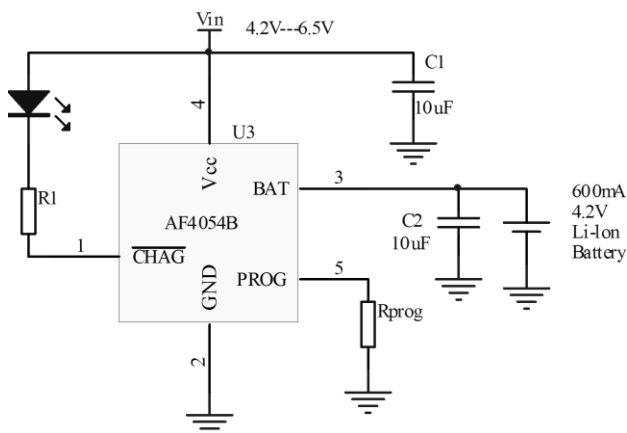 Vin
4.2V---6.5V
C1
10uF
4
U3
Vcc
BAT
3
600mA
4.2V
Li-Ion
Battery
R1
AF4054B
C2
10uF
1
CHAG
PROG
5
GND
Rprog
2